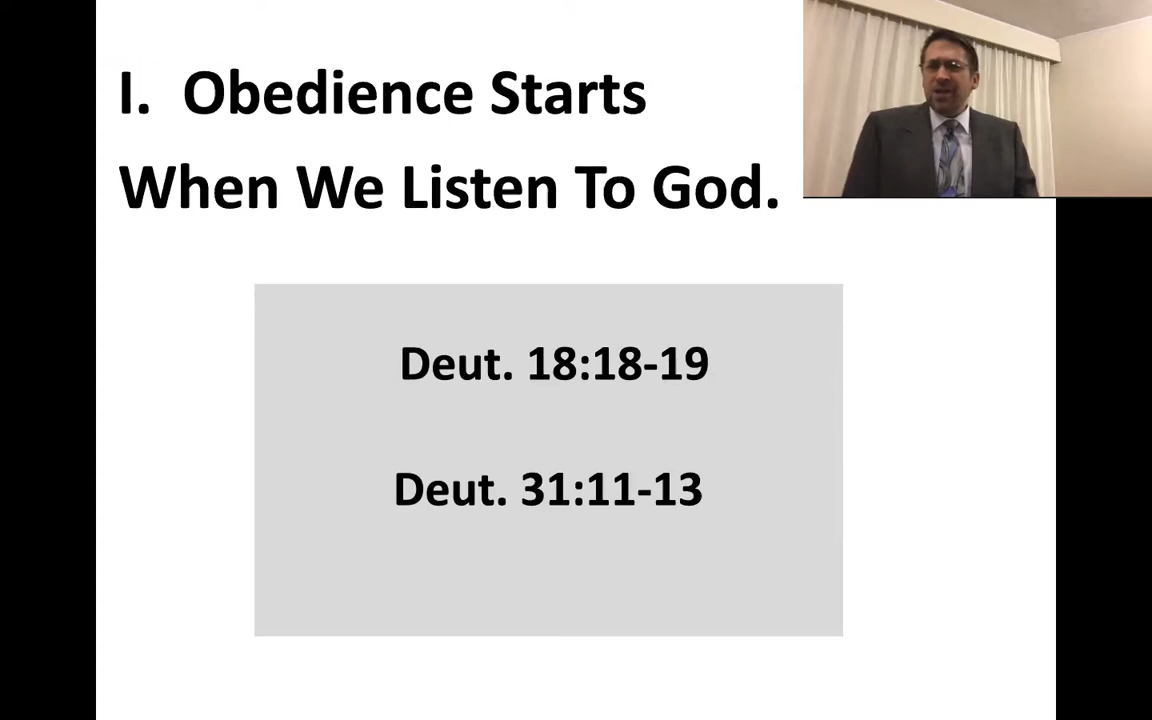 I. Obedience Starts
When We Listen To God.
Deut. 18:18-19
Deut. 31:11-13